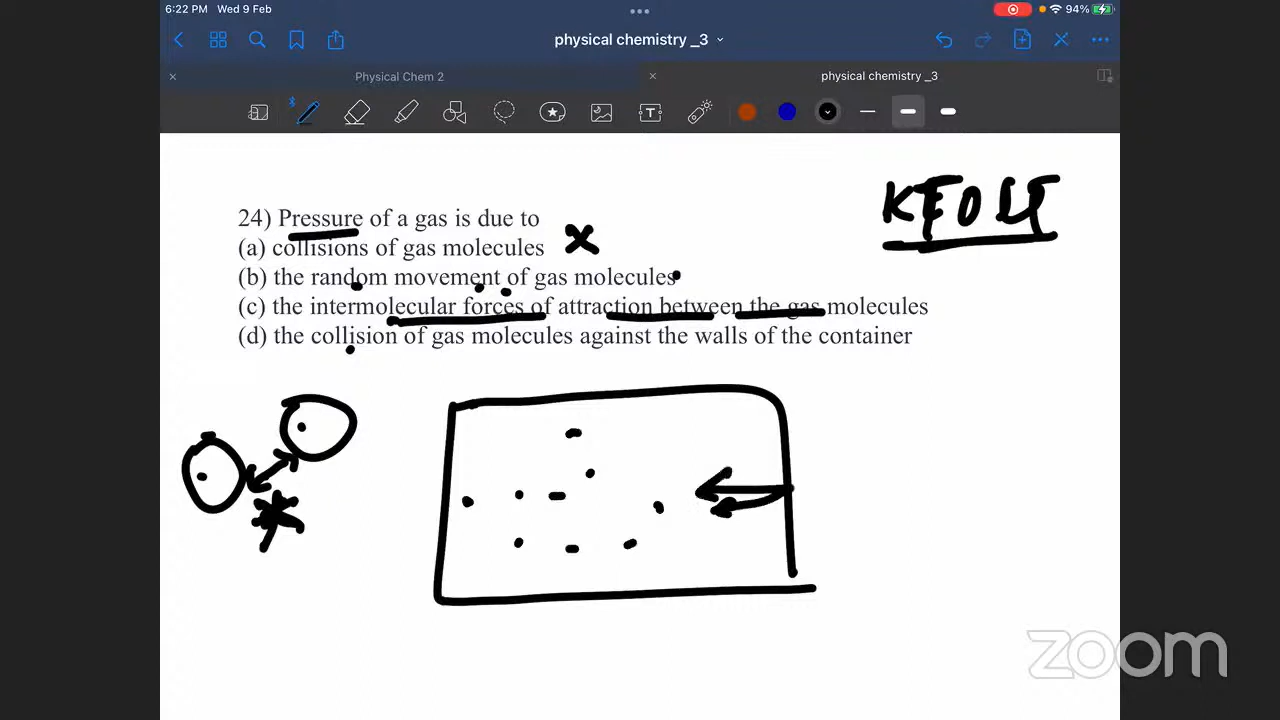 6:22 PM Wed 9 Feb
94%
physical chemistry _3
Physical Chem 2
physical chemistry _3
24) Pressure of a gas is due to
(a) collisions of gas molecules
(b) the random movement of gas molecules
(c) the intermolecular forces of attraction between the gas molecules
(d) the collision of gas molecules against the walls of the container
zoom